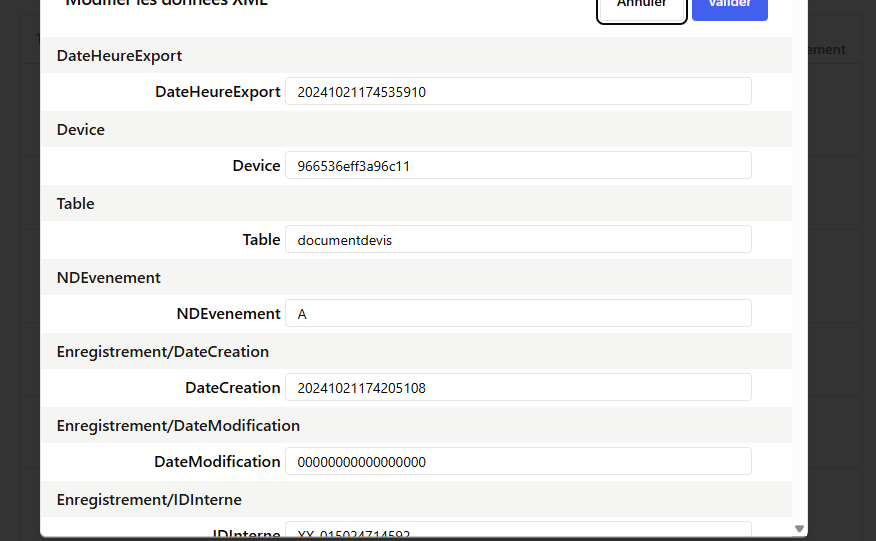 Modifier les données XML
Annuler
Valider
ement
DateHeureExport
DateHeureExport 20241021174535910
Device
Device 966536eff3a96c11
Table
Table documentdevis
NDEvenement
NDEvenement A
Enregistrement/DateCreation
DateCreation 20241021174205108
Enregistrement/DateModification
DateModification 00000000000000000
Enregistrement/IDInterne
IDInterne XX_015024714592